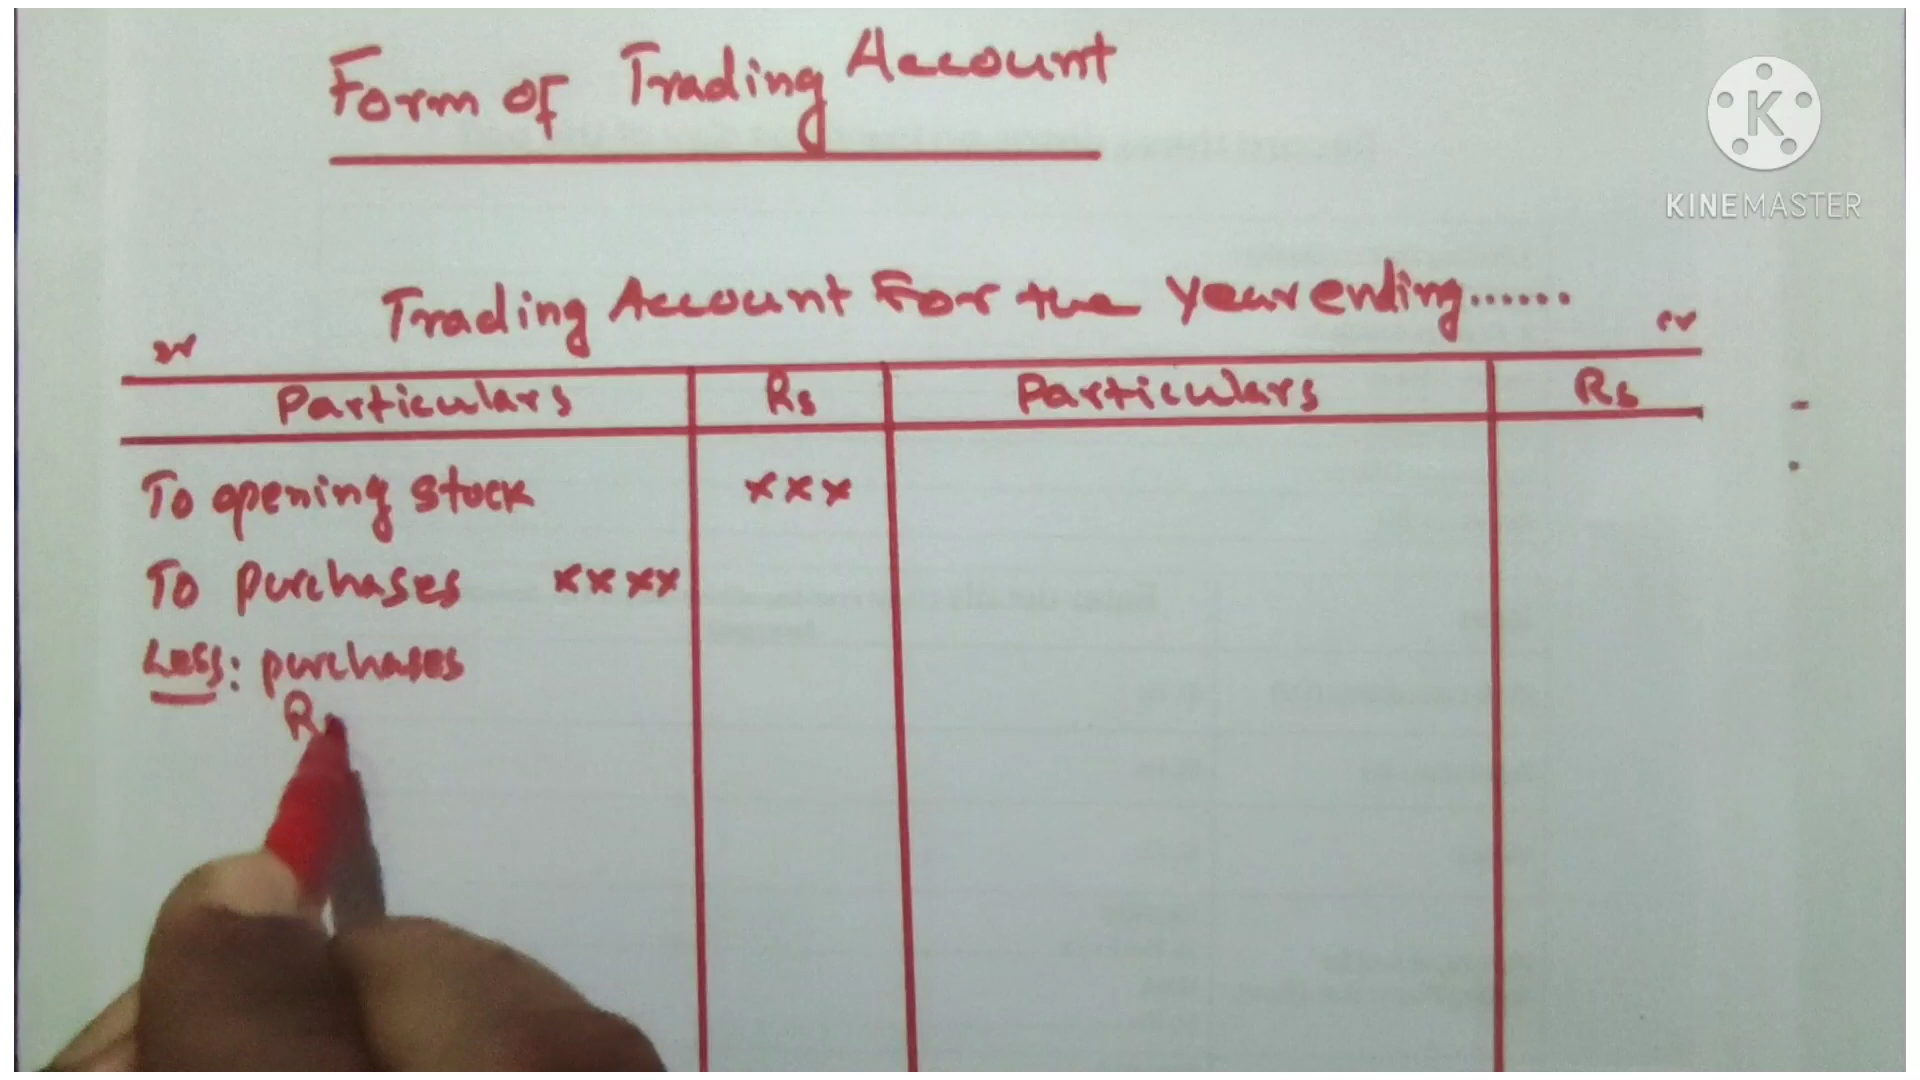 Form of Trading Account
KINEMASTER
Trading Account For the Year ending......
Dr Cr
Particulars Rs Particulars Rs
To opening stock xxx
To purchases xxxx
Less: purchases